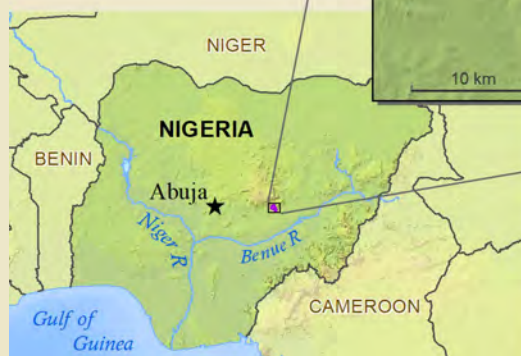 NIGER
10 km
NIGERIA
BENIN
Abuja
Niger R
Benue R
CAMEROON
Gulf of
Guinea